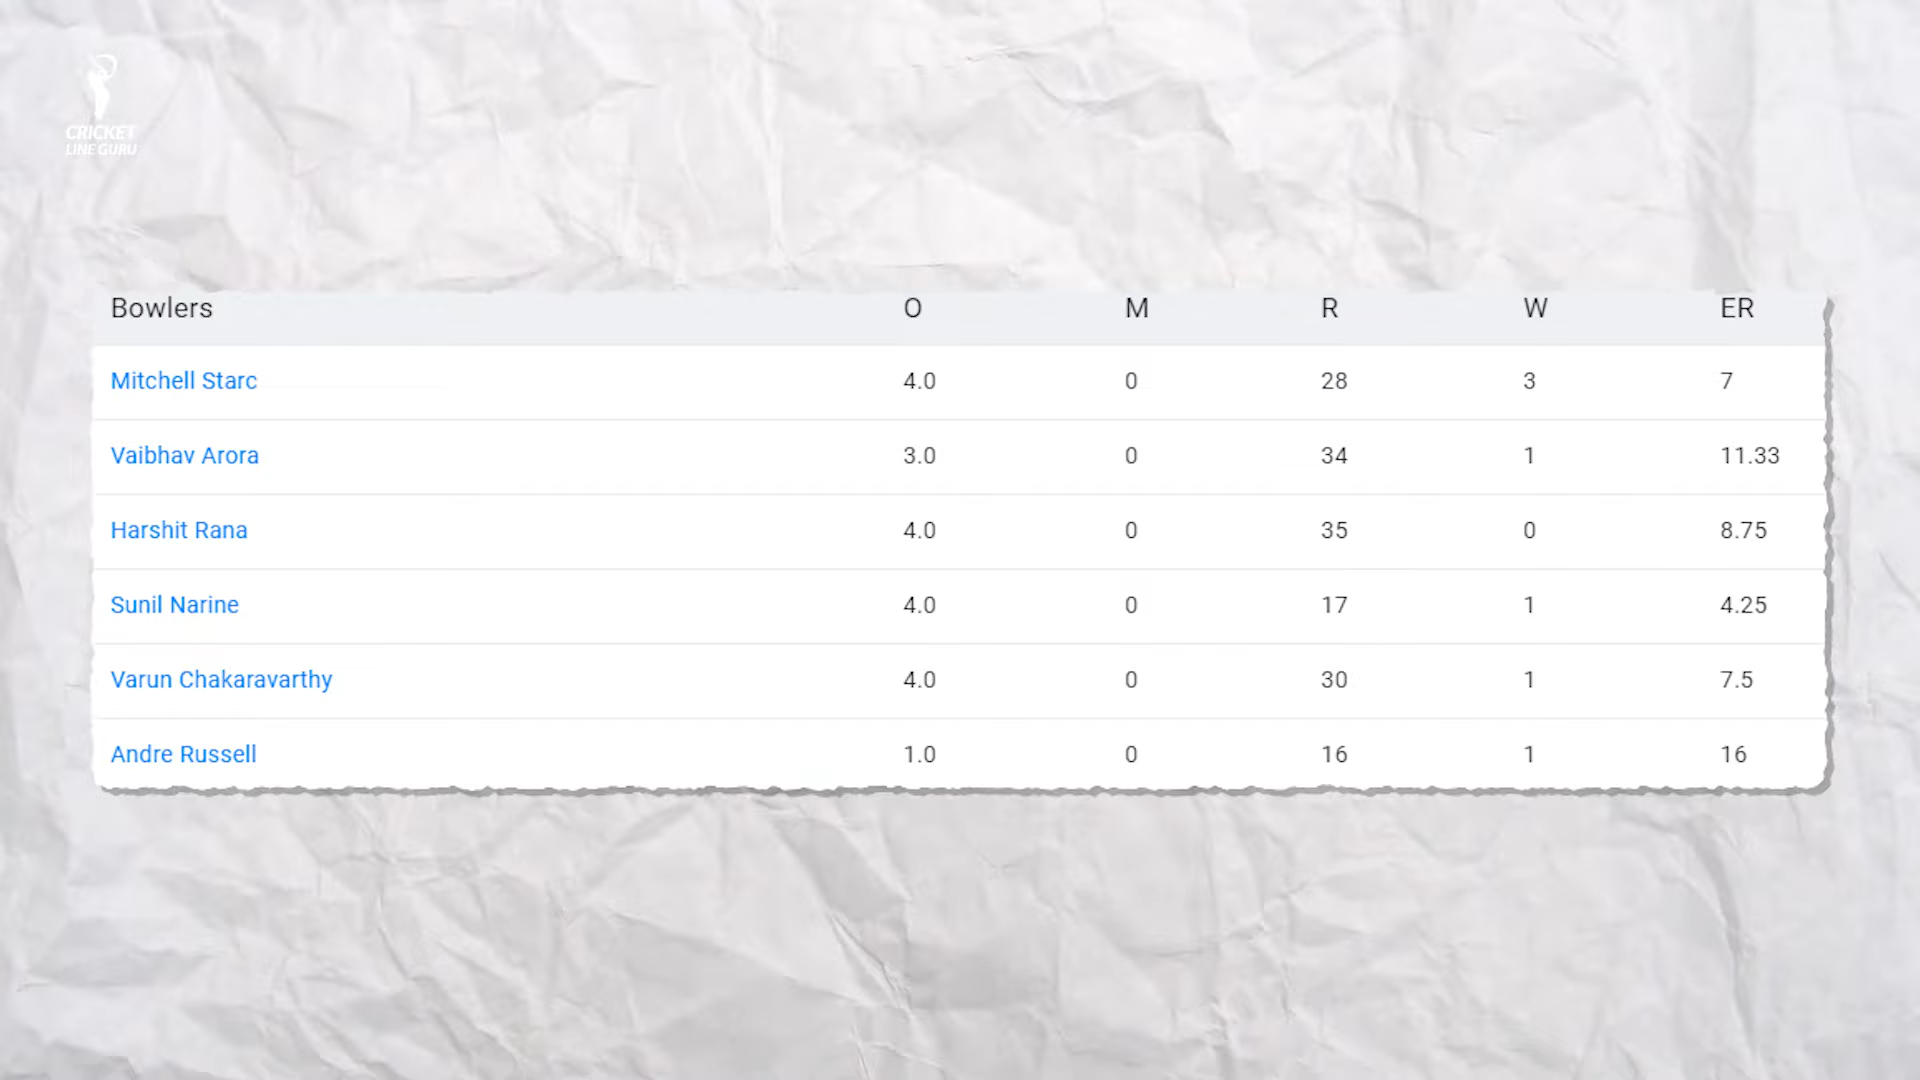 CRICKET
LINE GURU
Bowlers O M R W ER
Mitchell Starc 4.0 0 28 3 7
Vaibhav Arora 3.0 0 34 1 11.33
Harshit Rana 4.0 0 35 0 8.75
Sunil Narine 4.0 0 17 1 4.25
Varun Chakaravarthy 4.0 0 30 1 7.5
Andre Russell 1.0 0 16 1 16